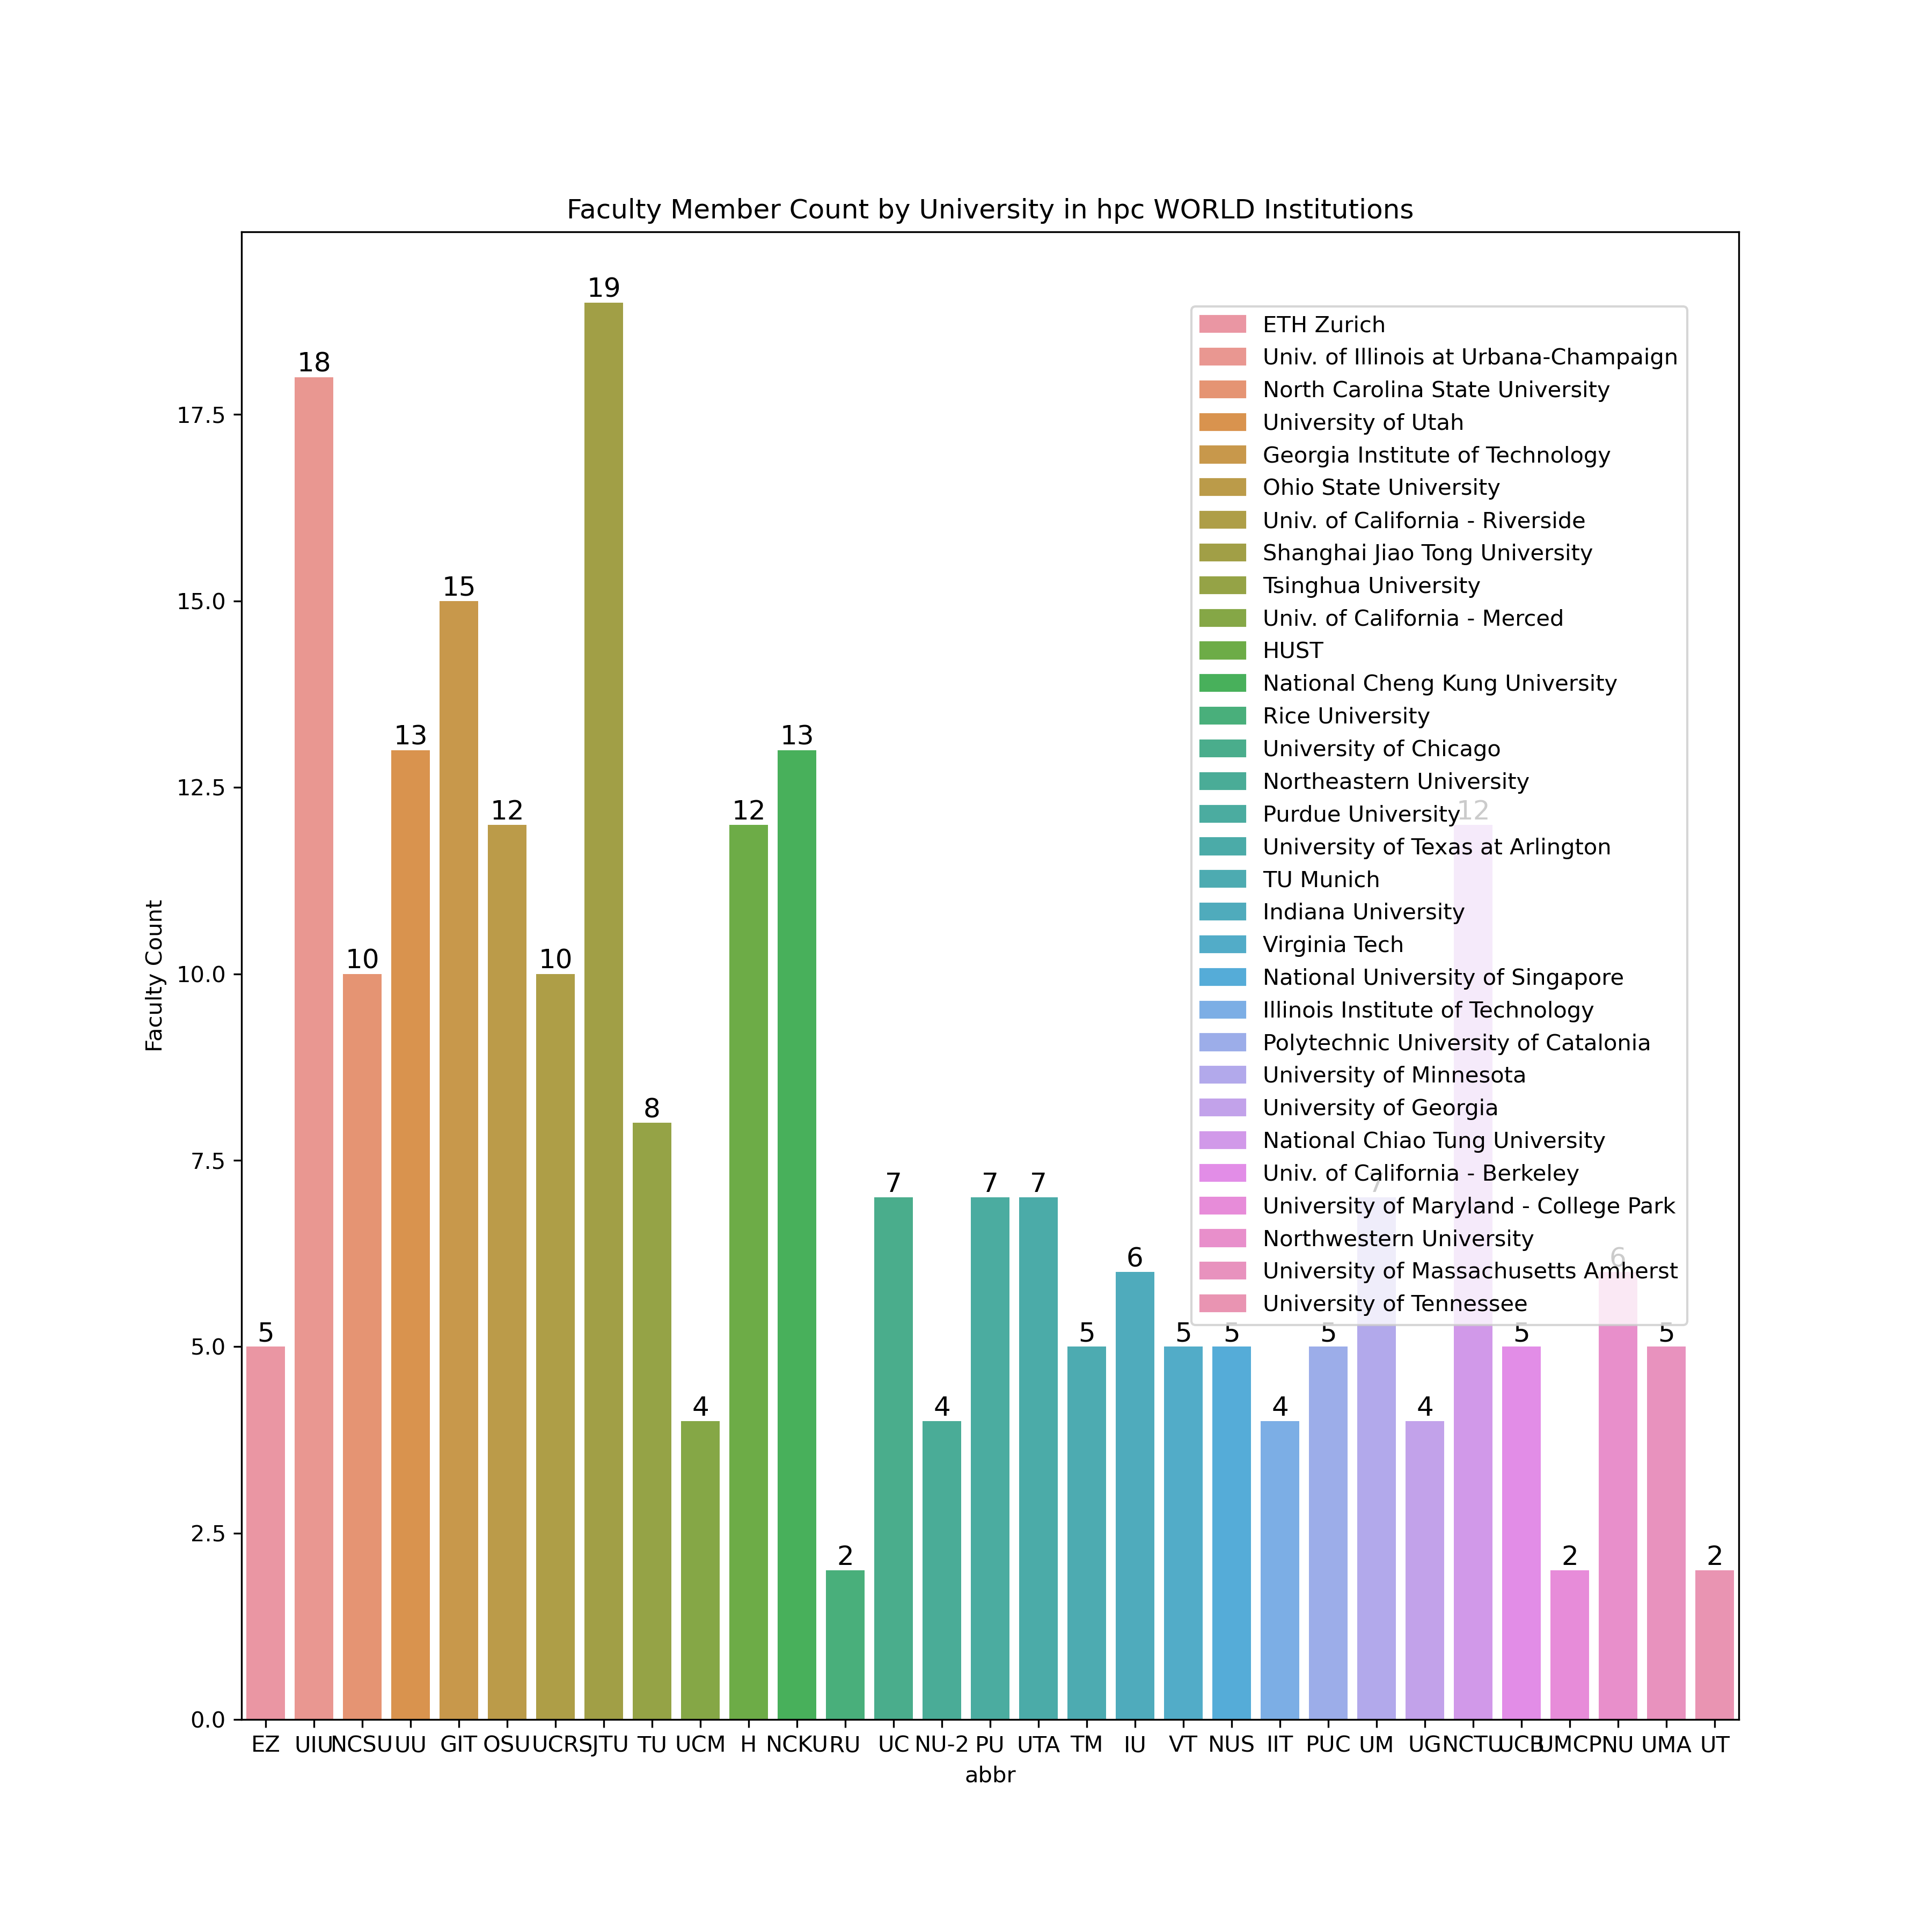 Faculty Member Count by University in hpc WORLD Institutions
Faculty Count
17.5
15.0
12.5
10.0
7.5
5.0
2.5
0.0
5
18
10
13
15
12
10
19
8
4
12
13
2
7
4
7
7
5
6
5
5
4
5
7
4
12
5
2
6
5
2
ETH Zurich
Univ. of Illinois at Urbana-Champaign
North Carolina State University
University of Utah
Georgia Institute of Technology
Ohio State University
Univ. of California - Riverside
Shanghai Jiao Tong University
Tsinghua University
Univ. of California - Merced
HUST
National Cheng Kung University
Rice University
University of Chicago
Northeastern University
Purdue University
University of Texas at Arlington
TU Munich
Indiana University
Virginia Tech
National University of Singapore
Illinois Institute of Technology
Polytechnic University of Catalonia
University of Minnesota
University of Georgia
National Chiao Tung University
Univ. of California - Berkeley
University of Maryland - College Park
Northwestern University
University of Massachusetts Amherst
University of Tennessee
EZ UIU NCSU UU GIT OSU UCR SJTU TU UCM H NCKU RU UC NU-2 PU UTA TM IU VT NUS IIT PUC UM UG NCTU UCB UMCP NU UMA UT
abbr